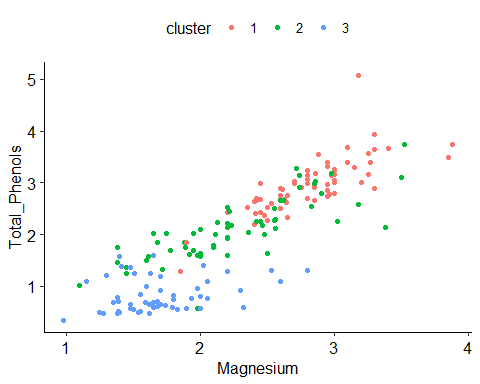 cluster 1 2 3
5
4
3
2
1
Total_Phenols
1 2 3 4
Magnesium